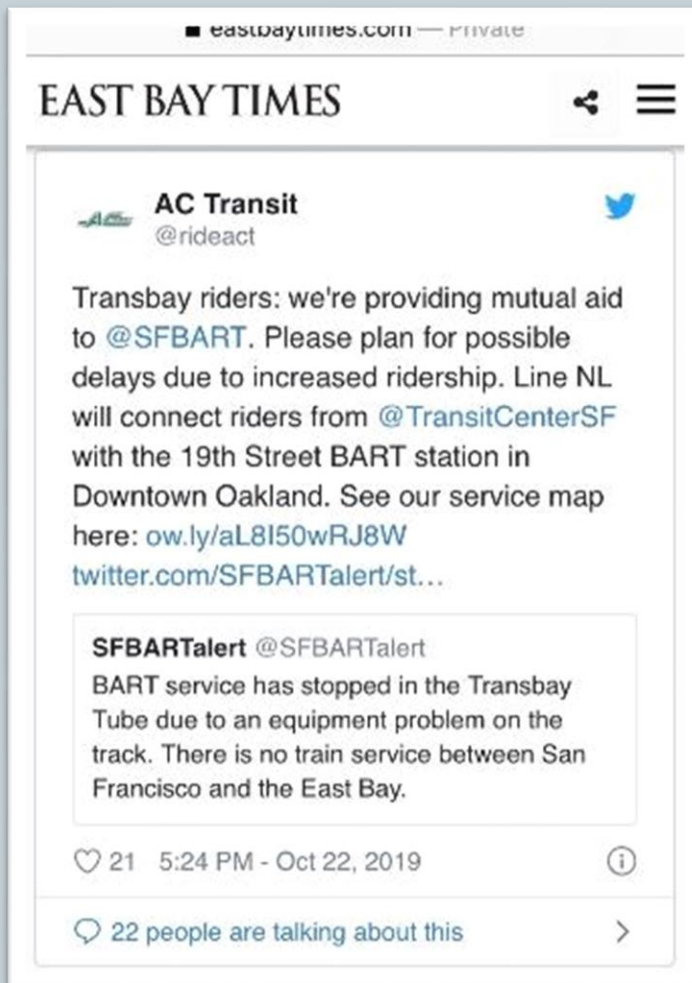 eastbaytimes.com — Private
EAST BAY TIMES
AC Transit
@rideact
Transbay riders: we're providing mutual aid
to @SFBART. Please plan for possible
delays due to increased ridership. Line NL
will connect riders from @TransitCenterSF
with the 19th Street BART station in
Downtown Oakland. See our service map
here: ow.ly/aL8I50wRJ8W
twitter.com/SFBARTalert/st…
SFBARTalert @SFBARTalert
BART service has stopped in the Transbay
Tube due to an equipment problem on the
track. There is no train service between San
Francisco and the East Bay.
21 5:24 PM - Oct 22, 2019
22 people are talking about this